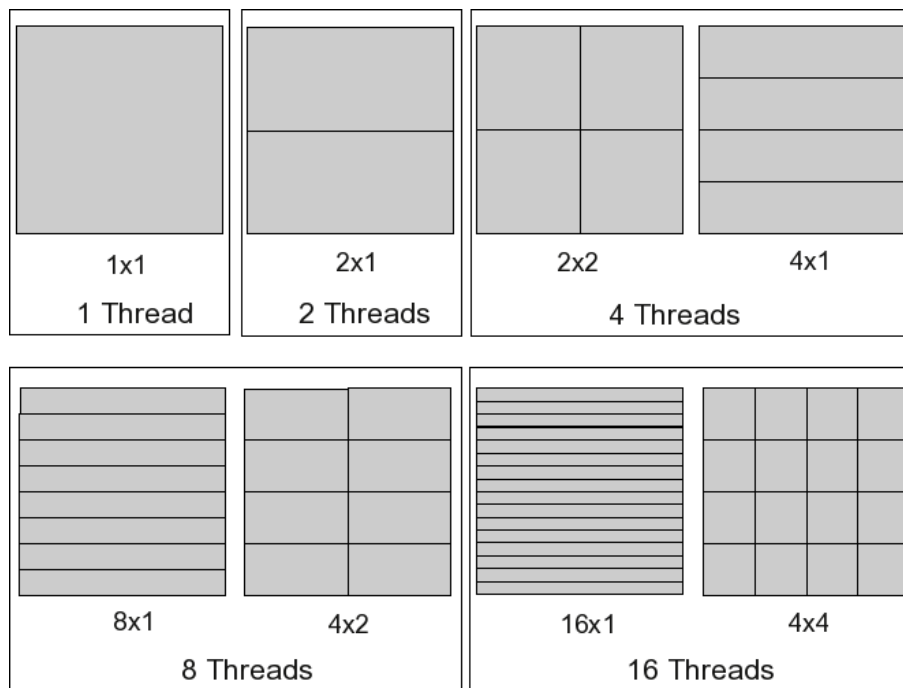 1x1
1 Thread
2x1
2 Threads
2x2
4x1
4 Threads
8x1
4x2
8 Threads
16x1
4x4
16 Threads